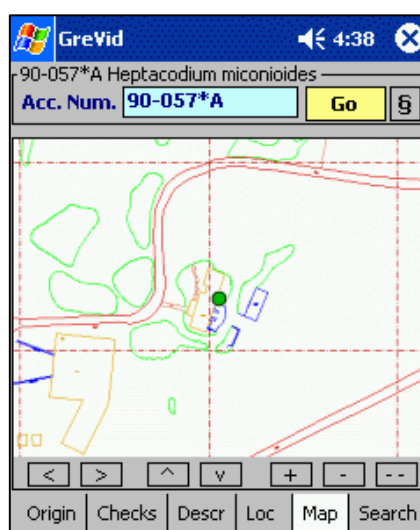 GreVid 4:38
90-057*A Heptacodium miconioides
Acc. Num. 90-057*A Go §
< > ^ v + - --
Origin Checks Descr Loc Map Search